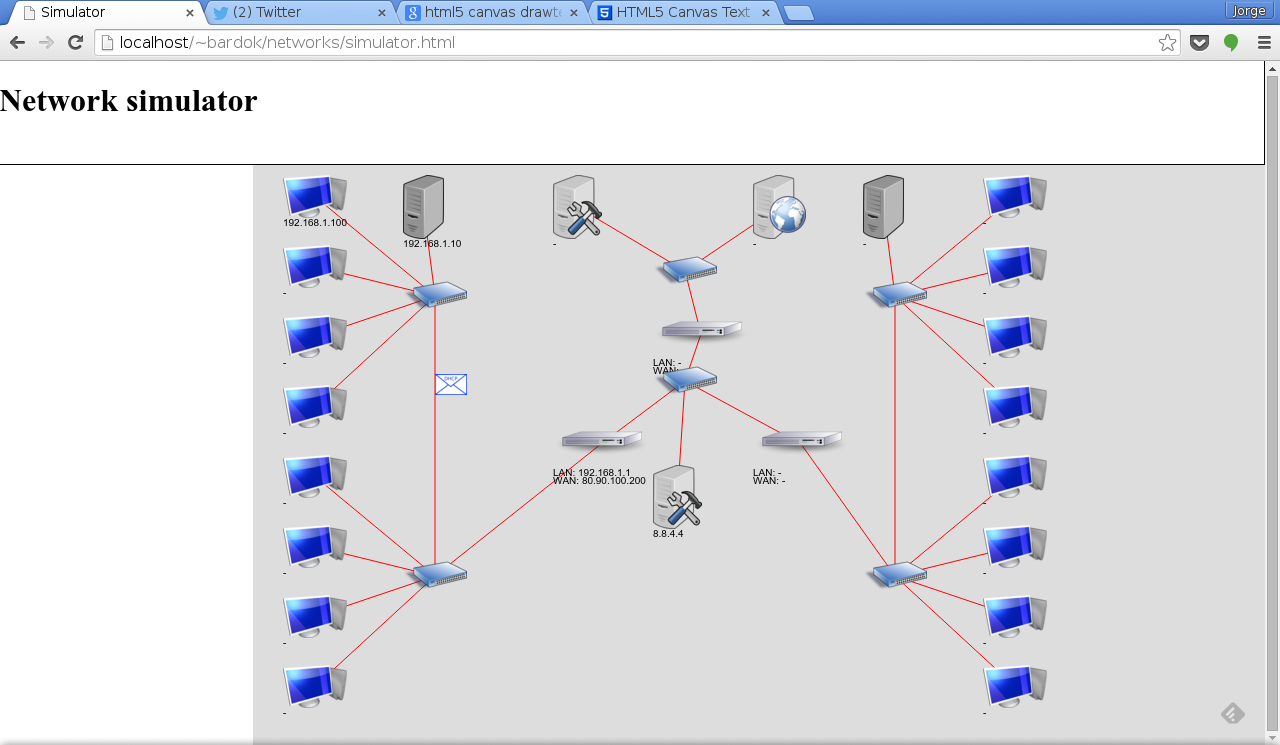 Simulator
(2) Twitter
html5 canvas drawte
HTML5 Canvas Text
Jorge
localhost/~bardok/networks/simulator.html
Network simulator
192.168.1.100
192.168.1.10
-
-
-
-
-
-
-
-
LAN: -
WAN:
-
-
DHCP
-
-
LAN: 192.168.1.1
WAN: 80.90.100.200
LAN: -
WAN: -
8.8.4.4
-
-
-
-
-
-
-
-